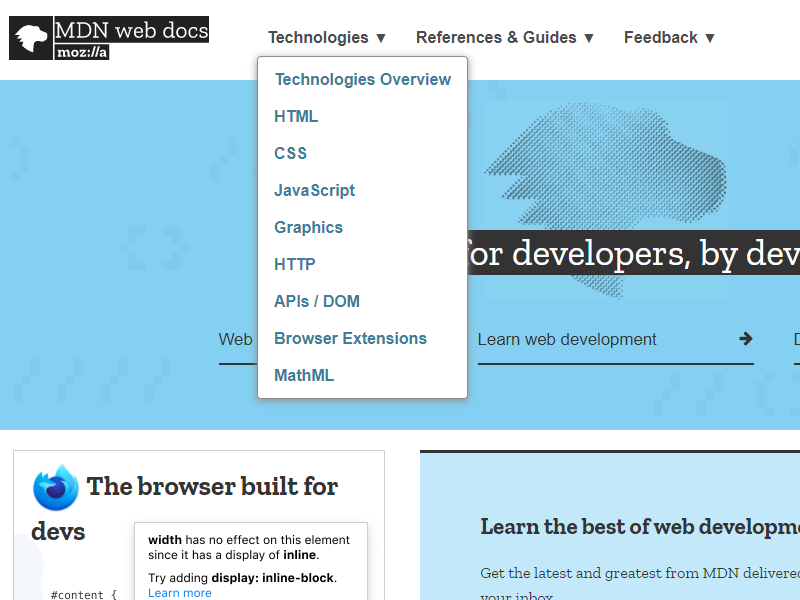 MDN web docs
moz://a
Technologies ▼
References & Guides ▼
Feedback ▼
Technologies Overview
HTML
CSS
JavaScript
Graphics
HTTP
APIs / DOM
Browser Extensions
MathML
for developers, by dev
Web
Learn web development
The browser built for
devs
width has no effect on this element
since it has a display of inline.
Try adding display: inline-block.
Learn more
#content {
Learn the best of web developm
Get the latest and greatest from MDN delivered
your inbox